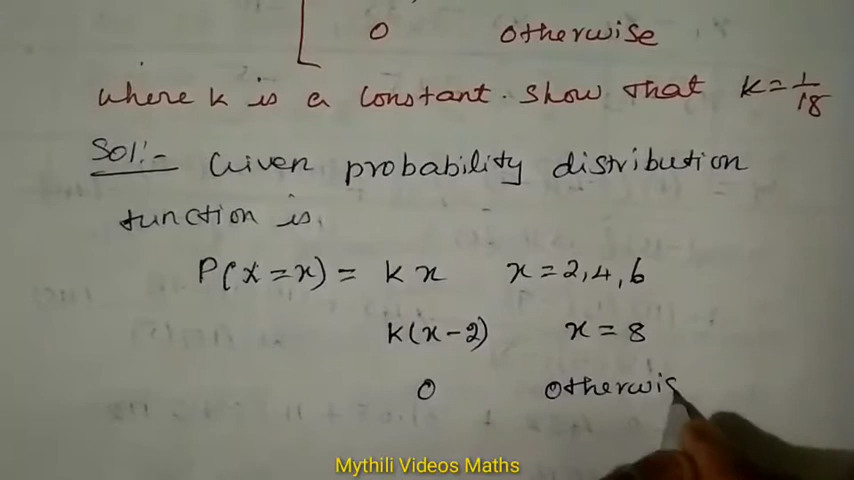 0 otherwise
where k is a constant. show that k = 1/18
Sol:- Given probability distribution
function is.
P(X=x) = kx x=2,4,6
k(x-2) x=8
0 otherwis
Mythili Videos Maths